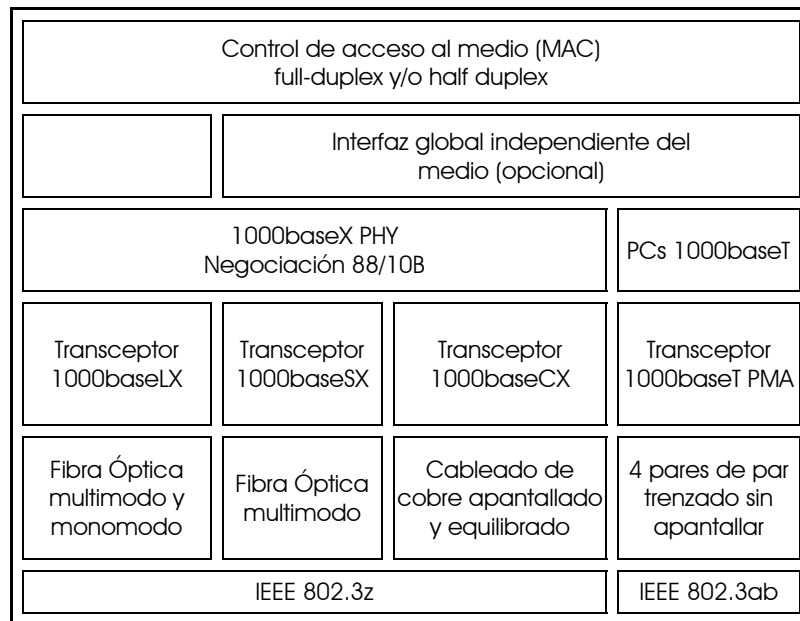 Control de acceso al medio (MAC)
full-duplex y/o half duplex
Interfaz global independiente del
medio (opcional)
1000baseX PHY
Negociación 88/10B
PCs 1000baseT
Transceptor
1000baseLX
Transceptor
1000baseSX
Transceptor
1000baseCX
Transceptor
1000baseT PMA
Fibra Óptica
multimodo y
monomodo
Fibra Óptica
multimodo
Cableado de
cobre apantallado
y equilibrado
4 pares de par
trenzado sin
apantallar
IEEE 802.3z
IEEE 802.3ab